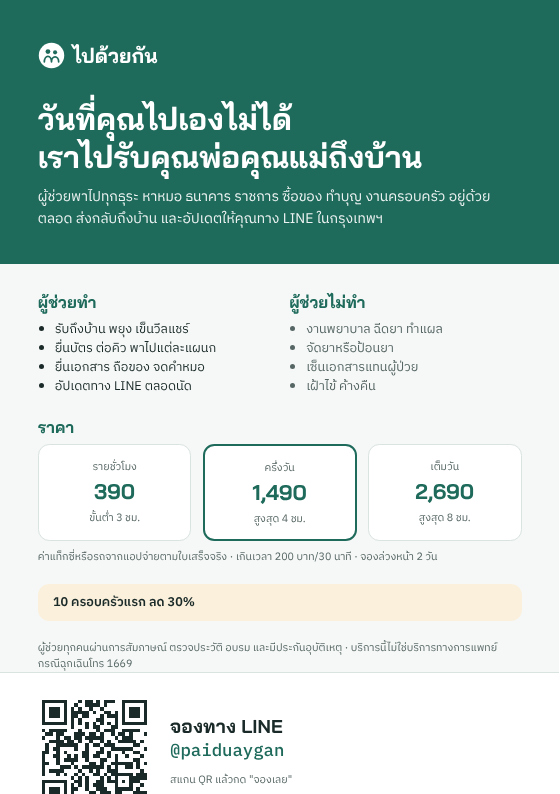 ไปด้วยกัน
วันที่คุณไปเองไม่ได้
เราไปรับคุณพ่อคุณแม่ถึงบ้าน
ผู้ช่วยพาไปทุกธุระ หาหมอ ธนาคาร ราชการ ซื้อของ ทำบุญ งานครอบครัว อยู่ด้วย
ตลอด ส่งกลับถึงบ้าน และอัปเดตให้คุณทาง LINE ในกรุงเทพฯ
ผู้ช่วยทำ
รับถึงบ้าน พยุง เข็นวีลแชร์
ยื่นบัตร ต่อคิว พาไปแต่ละแผนก
ยื่นเอกสาร ถือของ จดคำหมอ
อัปเดตทาง LINE ตลอดนัด
ผู้ช่วยไม่ทำ
งานพยาบาล ฉีดยา ทำแผล
จัดยาหรือป้อนยา
เซ็นเอกสารแทนผู้ป่วย
เฝ้าไข้ ค้างคืน
ราคา
รายชั่วโมง
390
ขั้นต่ำ 3 ชม.
ครึ่งวัน
1,490
สูงสุด 4 ชม.
เต็มวัน
2,690
สูงสุด 8 ชม.
ค่าแท็กซี่หรือรถจากแอปจ่ายตามใบเสร็จจริง · เกินเวลา 200 บาท/30 นาที · จองล่วงหน้า 2 วัน
10 ครอบครัวแรก ลด 30%
ผู้ช่วยทุกคนผ่านการสัมภาษณ์ ตรวจประวัติ อบรม และมีประกันอุบัติเหตุ · บริการนี้ไม่ใช่บริการทางการแพทย์
กรณีฉุกเฉินโทร 1669
จองทาง LINE
@paiduaygan
สแกน QR แล้วกด "จองเลย"